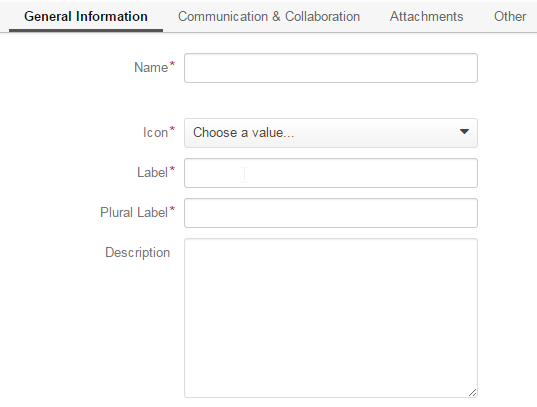 General Information Communication & Collaboration Attachments Other
Name*
Icon* Choose a value...
Label*
Plural Label*
Description